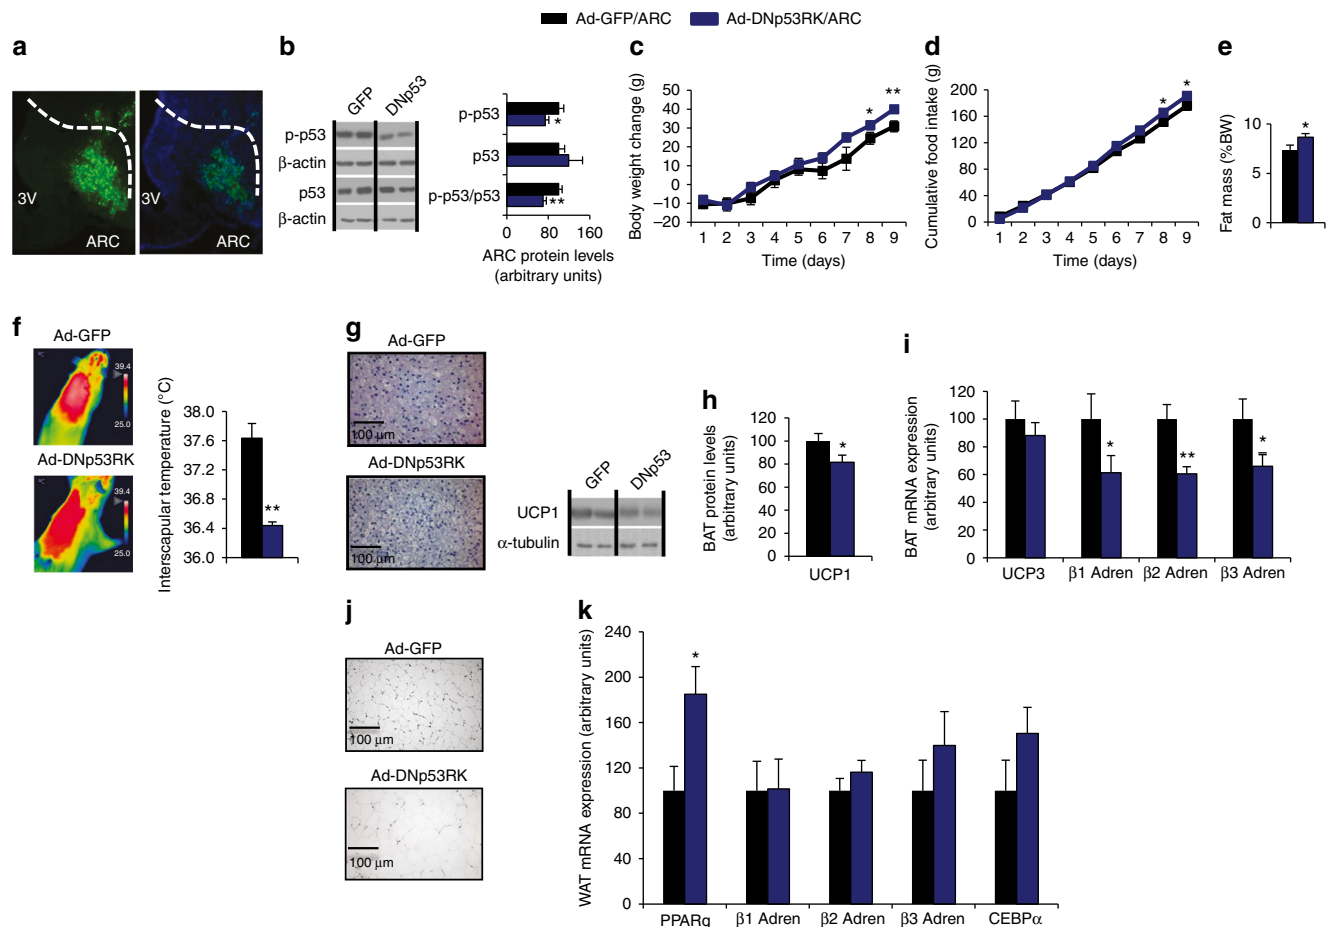 Ad-GFP/ARC Ad-DNp53RK/ARC
a
3V
ARC
3V
ARC
b
GFP DNp53
p-p53
β-actin
p53
β-actin
p-p53
*
p53
p-p53/p53
**
0 80 160
ARC protein levels
(arbitrary units)
c
Body weight change (g)
50
40
30
20
10
0
−10
−20
* **
1 2 3 4 5 6 7 8 9
Time (days)
d
Cumulative food intake (g)
200
160
120
80
40
0
* *
1 2 3 4 5 6 7 8 9
Time (days)
e
Fat mass (%BW)
10
5
0
*
f
Ad-GFP
°C
39.4
25.0
Ad-DNp53RK
°C
39.4
25.0
Interscapular temperature (°C)
38.0
37.6
37.2
36.8
36.4
36.0
**
g
Ad-GFP
100 μm
Ad-DNp53RK
100 μm
GFP DNp53
UCP1
α-tubulin
h
BAT protein levels
(arbitrary units)
120
100
80
60
40
20
0
*
UCP1
i
BAT mRNA expression
(arbitrary units)
120
100
80
60
40
20
0
* ** *
UCP3 β1 Adren β2 Adren β3 Adren
j
Ad-GFP
100 μm
Ad-DNp53RK
100 μm
k
WAT mRNA expression (arbitrary units)
240
200
160
120
80
40
0
*
PPARg β1 Adren β2 Adren β3 Adren CEBPα